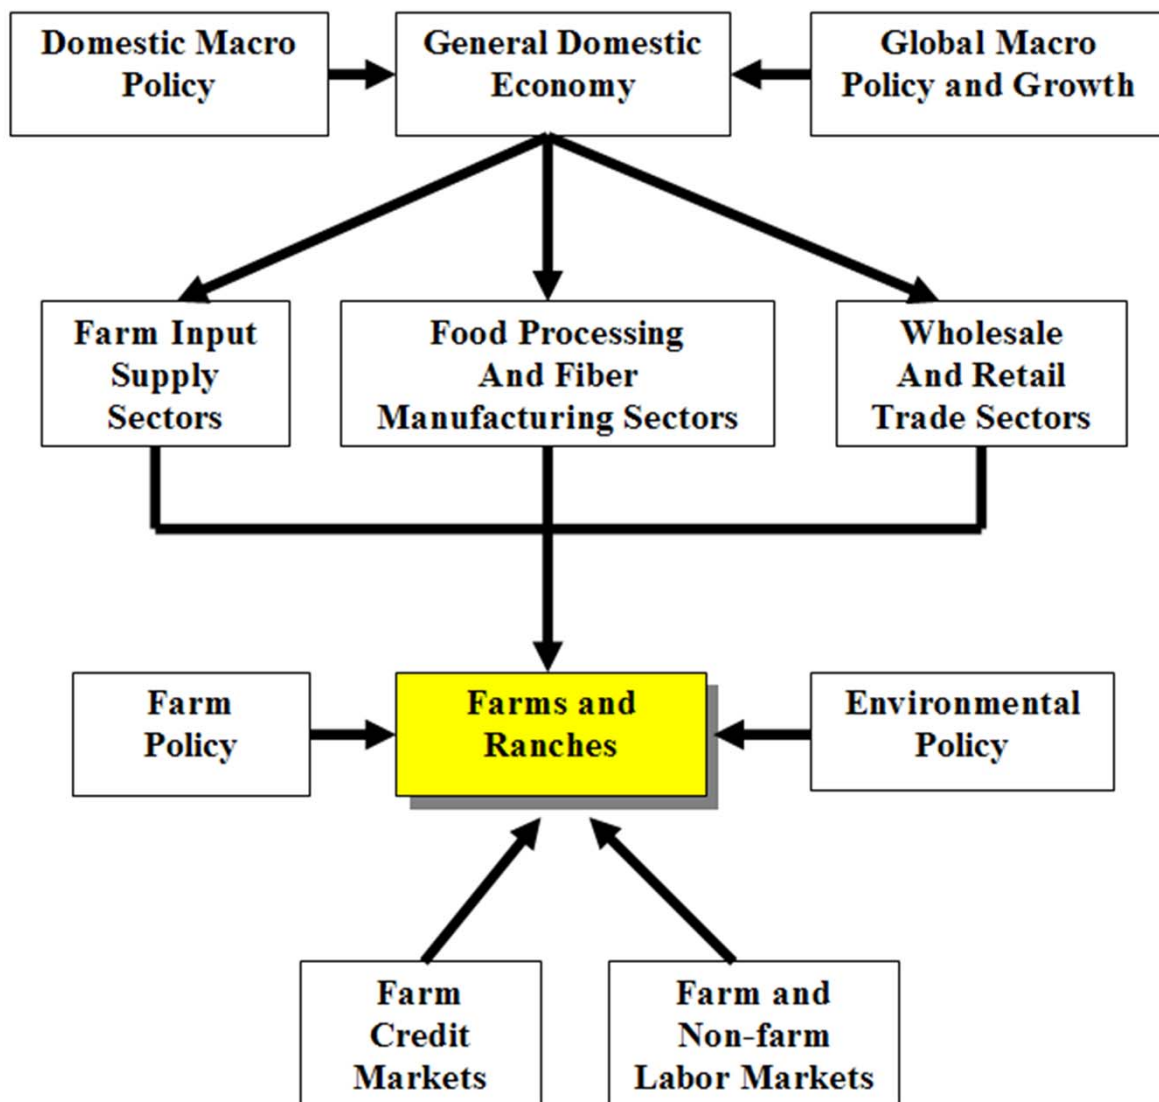 Domestic Macro
Policy
General Domestic
Economy
Global Macro
Policy and Growth
Farm Input
Supply
Sectors
Food Processing
And Fiber
Manufacturing Sectors
Wholesale
And Retail
Trade Sectors
Farm
Policy
Farms and
Ranches
Environmental
Policy
Farm
Credit
Markets
Farm and
Non-farm
Labor Markets